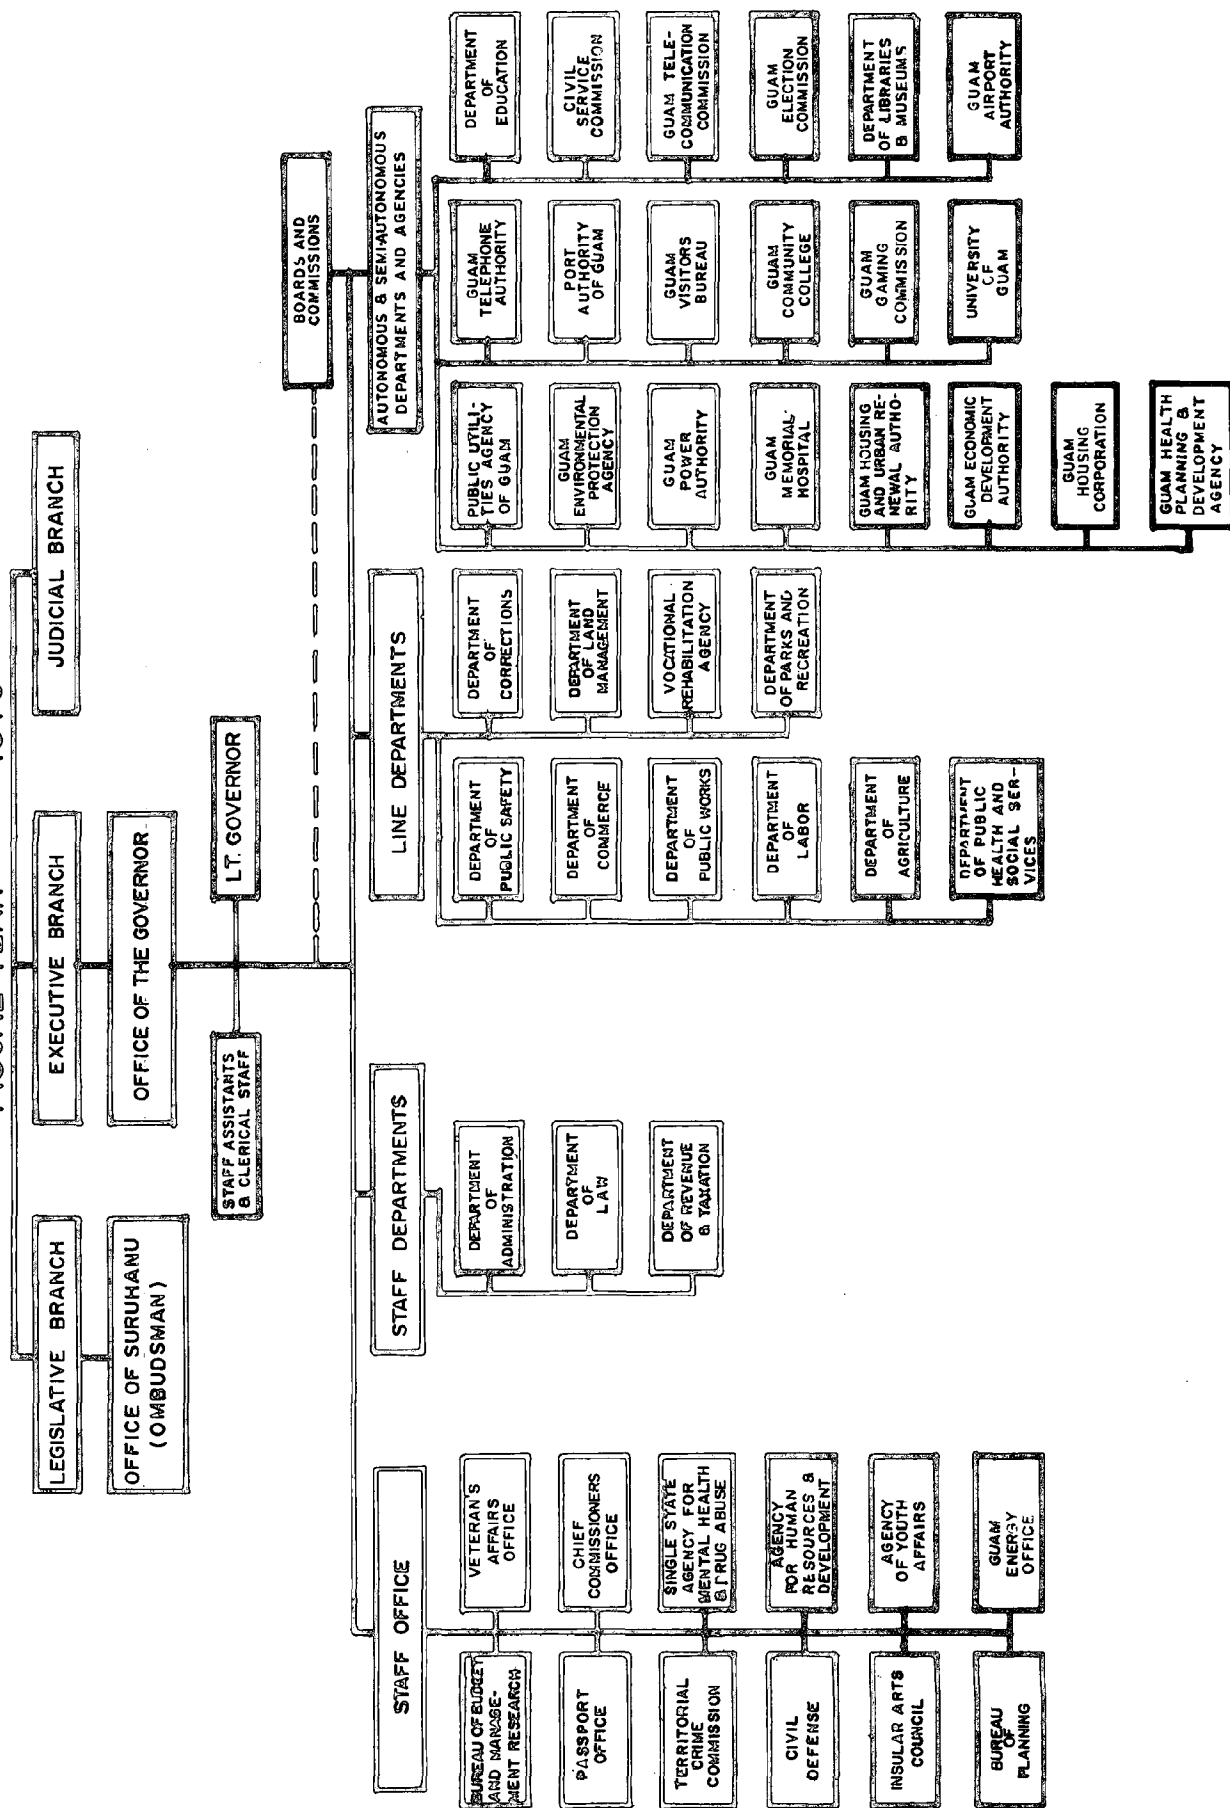 LEGISLATIVE BRANCH
EXECUTIVE BRANCH
JUDICIAL BRANCH
OFFICE OF SURUHANU
(OMBUDSMAN)
OFFICE OF THE GOVERNOR
STAFF ASSISTANTS
& CLERICAL STAFF
LT. GOVERNOR
BOARDS AND
COMMISSIONS
STAFF OFFICE
STAFF DEPARTMENTS
LINE DEPARTMENTS
AUTONOMOUS & SEMI-AUTONOMOUS
DEPARTMENTS AND AGENCIES
BUREAU OF BUDGET
AND MANAGE-
MENT RESEARCH
PASSPORT
OFFICE
TERRITORIAL
CRIME
COMMISSION
CIVIL
DEFENSE
INSULAR ARTS
COUNCIL
BUREAU
OF
PLANNING
VETERAN'S
AFFAIRS
OFFICE
CHIEF
COMMISSIONERS
OFFICE
SINGLE STATE
AGENCY FOR
MENTAL HEALTH
& DRUG ABUSE
AGENCY
FOR HUMAN
RESOURCES &
DEVELOPMENT
AGENCY
OF YOUTH
AFFAIRS
GUAM
ENERGY
OFFICE
DEPARTMENT
OF
ADMINISTRATION
DEPARTMENT
OF
LAW
DEPARTMENT
OF REVENUE
& TAXATION
DEPARTMENT
OF
PUBLIC SAFETY
DEPARTMENT
OF
COMMERCE
DEPARTMENT
OF
PUBLIC WORKS
DEPARTMENT
OF
LABOR
DEPARTMENT
OF
AGRICULTURE
DEPARTMENT
OF PUBLIC
HEALTH AND
SOCIAL SER-
VICES
DEPARTMENT
OF
CORRECTIONS
DEPARTMENT
OF LAND
MANAGEMENT
VOCATIONAL
REHABILITATION
AGENCY
DEPARTMENT
OF PARKS AND
RECREATION
PUBLIC UTILI-
TIES AGENCY
OF GUAM
GUAM
ENVIRONMENTAL
PROTECTION
AGENCY
GUAM
POWER
AUTHORITY
GUAM
MEMORIAL
HOSPITAL
GUAM HOUSING
AND URBAN RE-
NEWAL AUTHO-
RITY
GUAM ECONOMIC
DEVELOPMENT
AUTHORITY
GUAM
HOUSING
CORPORATION
GUAM HEALTH
PLANNING &
DEVELOPMENT
AGENCY
GUAM
TELEPHONE
AUTHORITY
PORT
AUTHORITY
OF GUAM
GUAM
VISITORS
BUREAU
GUAM
COMMUNITY
COLLEGE
GUAM
GAMING
COMMISSION
UNIVERSITY
OF
GUAM
DEPARTMENT
OF
EDUCATION
CIVIL
SERVICE
COMMISSION
GUAM TELE-
COMMUNICATION
COMMISSION
GUAM
ELECTION
COMMISSION
DEPARTMENT
OF LIBRARIES
& MUSEUMS
GUAM
AIRPORT
AUTHORITY